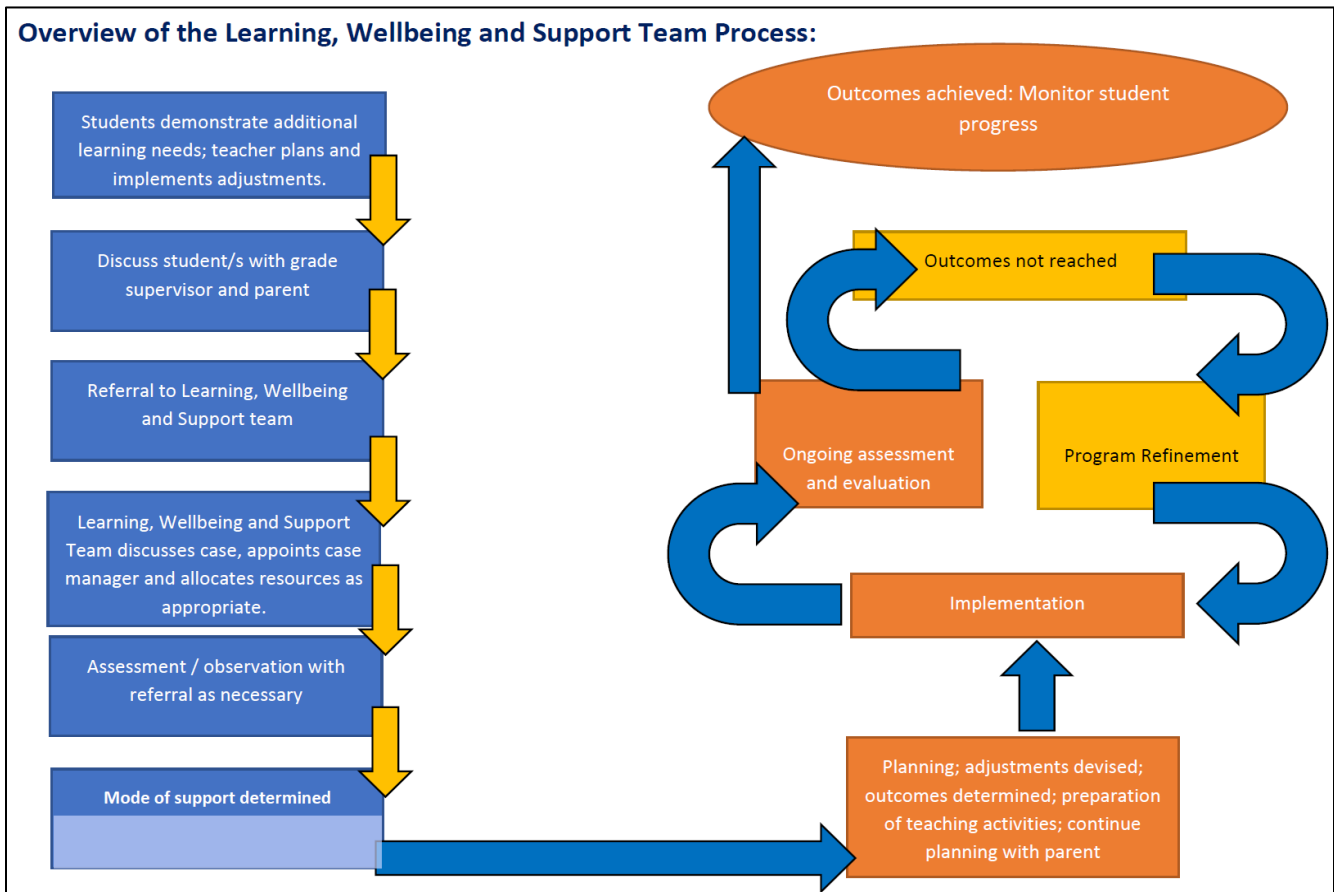 Overview of the Learning, Wellbeing and Support Team Process:
Students demonstrate additional
learning needs; teacher plans and
implements adjustments.
Discuss student/s with grade
supervisor and parent
Referral to Learning, Wellbeing
and Support team
Learning, Wellbeing and Support
Team discusses case, appoints case
manager and allocates resources as
appropriate.
Assessment / observation with
referral as necessary
Mode of support determined
Planning; adjustments devised;
outcomes determined; preparation
of teaching activities; continue
planning with parent
Implementation
Ongoing assessment
and evaluation
Outcomes not reached
Program Refinement
Outcomes achieved: Monitor student
progress